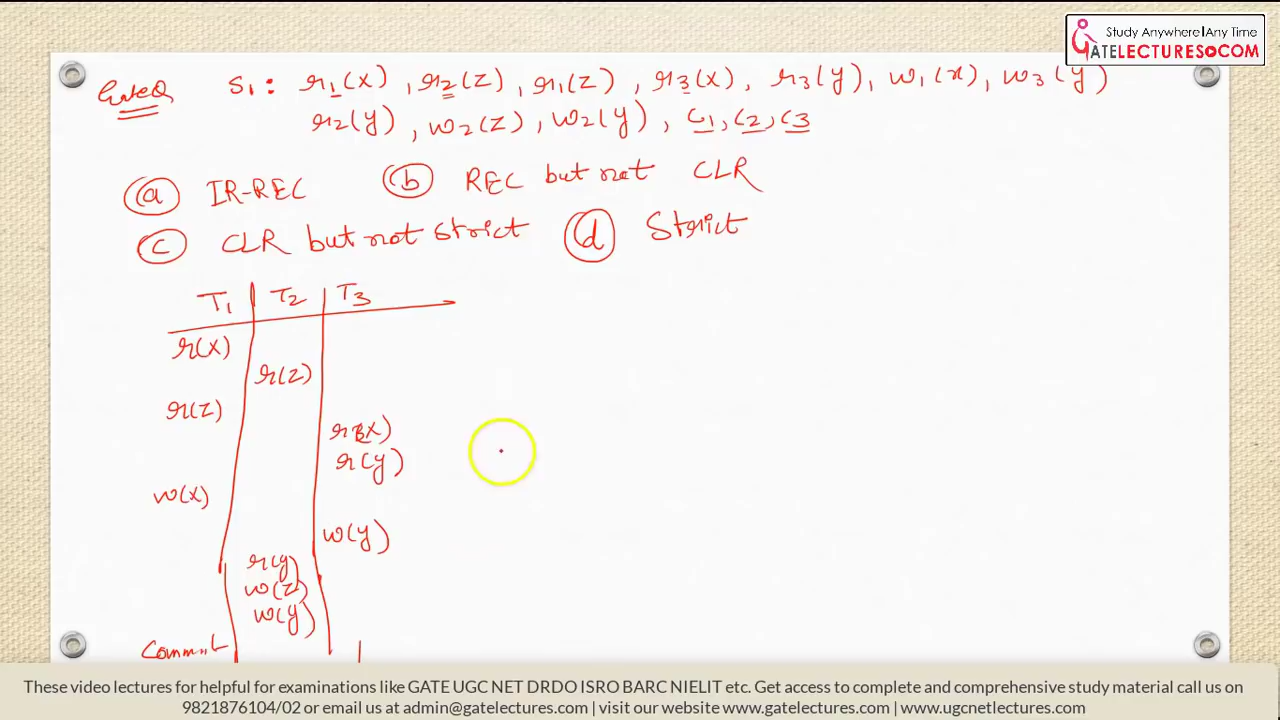 Study Anywhere | Any Time
GATELECTURES.COM
GateQ S1: r1(x), r2(z), r1(z), r3(x), r3(y), w1(x), w3(y)
r2(y), w2(z), w2(y), C1, C2, C3
(a) IR-REC (b) REC but not CLR
(c) CLR but not strict (d) Strict
T1 T2 T3
r(x)
r(z)
r(z)
r(x)
r(y)
w(x)
w(y)
r(y)
w(z)
w(y)
Commit
These video lectures for helpful for examinations like GATE UGC NET DRDO ISRO BARC NIELIT etc. Get access to complete and comprehensive study material call us on
9821876104/02 or email us at admin@gatelectures.com | visit our website www.gatelectures.com | www.ugcnetlectures.com